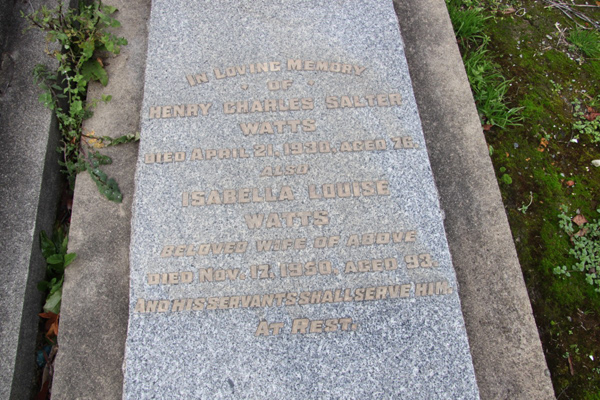 IN LOVING MEMORY
OF
HENRY CHARLES SALTER
WATTS
DIED APRIL 21, 1930, AGED 76.
ALSO
ISABELLA LOUISE
WATTS
BELOVED WIFE OF ABOVE
DIED NOV. 17, 1950, AGED 93.
AND HIS SERVANTS SHALL SERVE HIM.
AT REST.